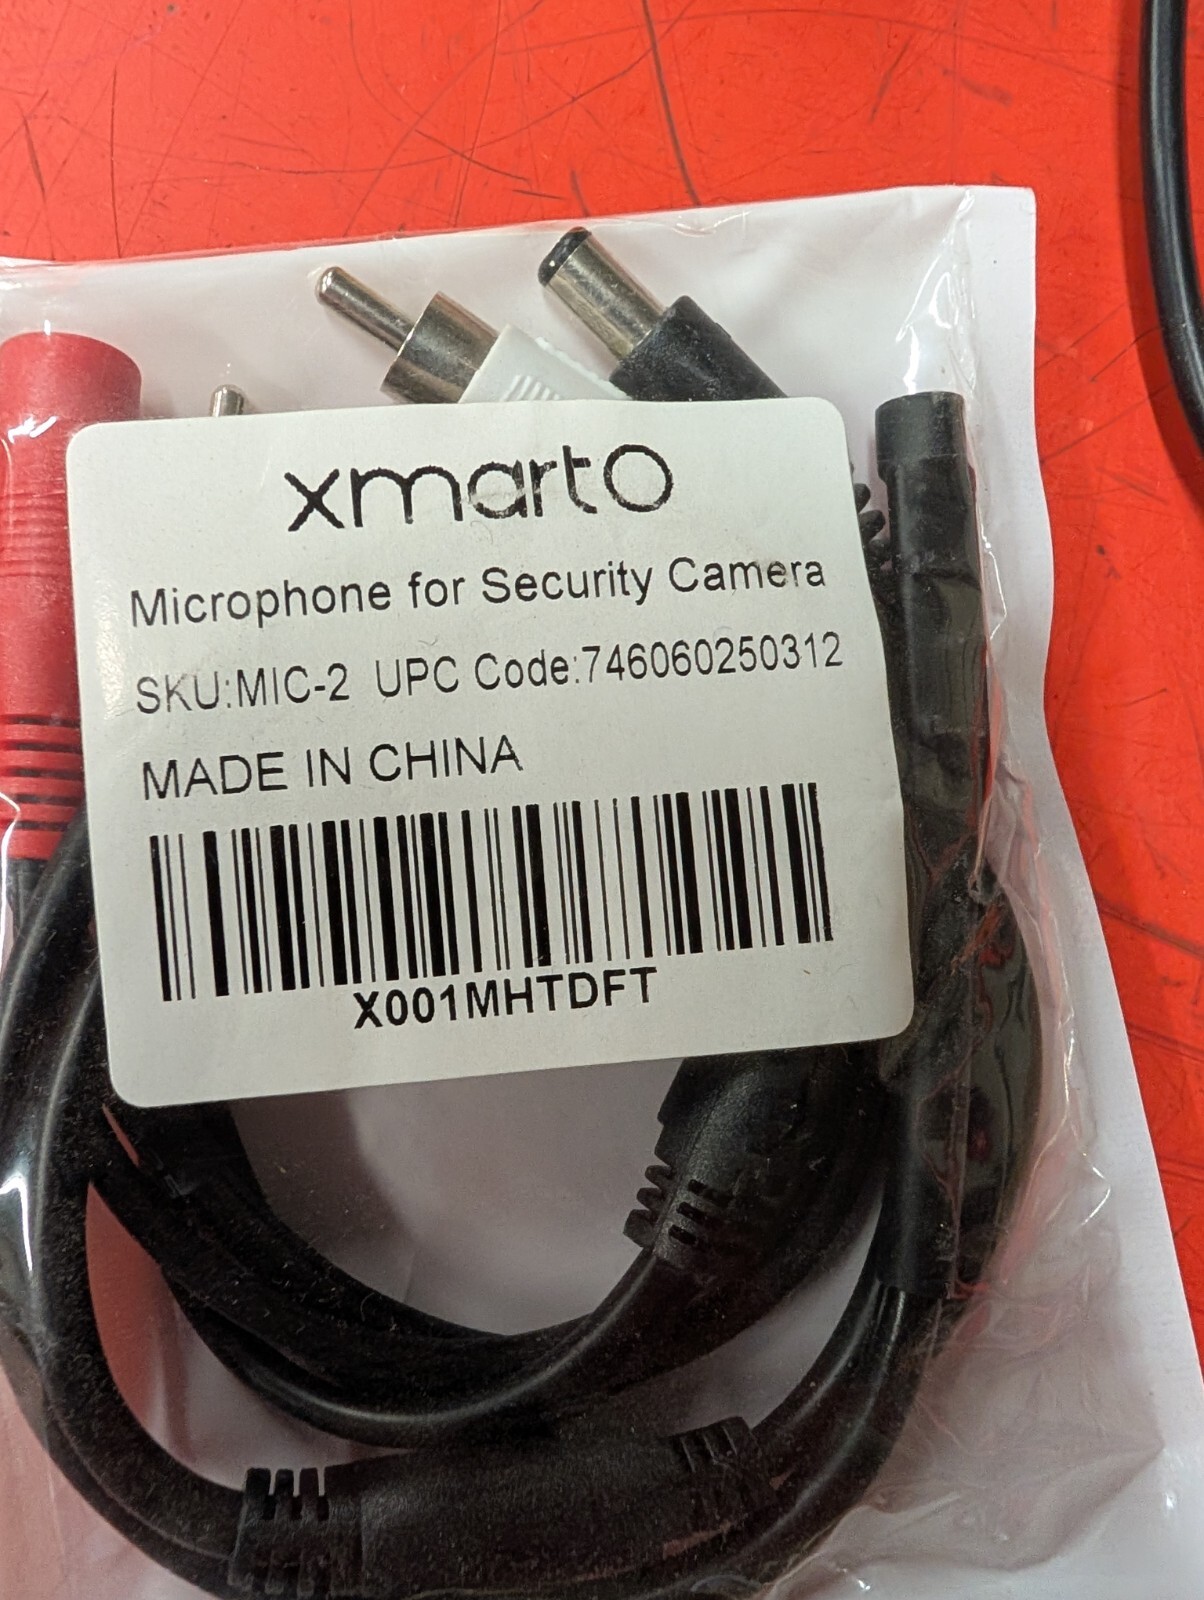 xmartO
Microphone for Security Camera
SKU:MIC-2 UPC Code:746060250312
MADE IN CHINA
X001MHTDFT